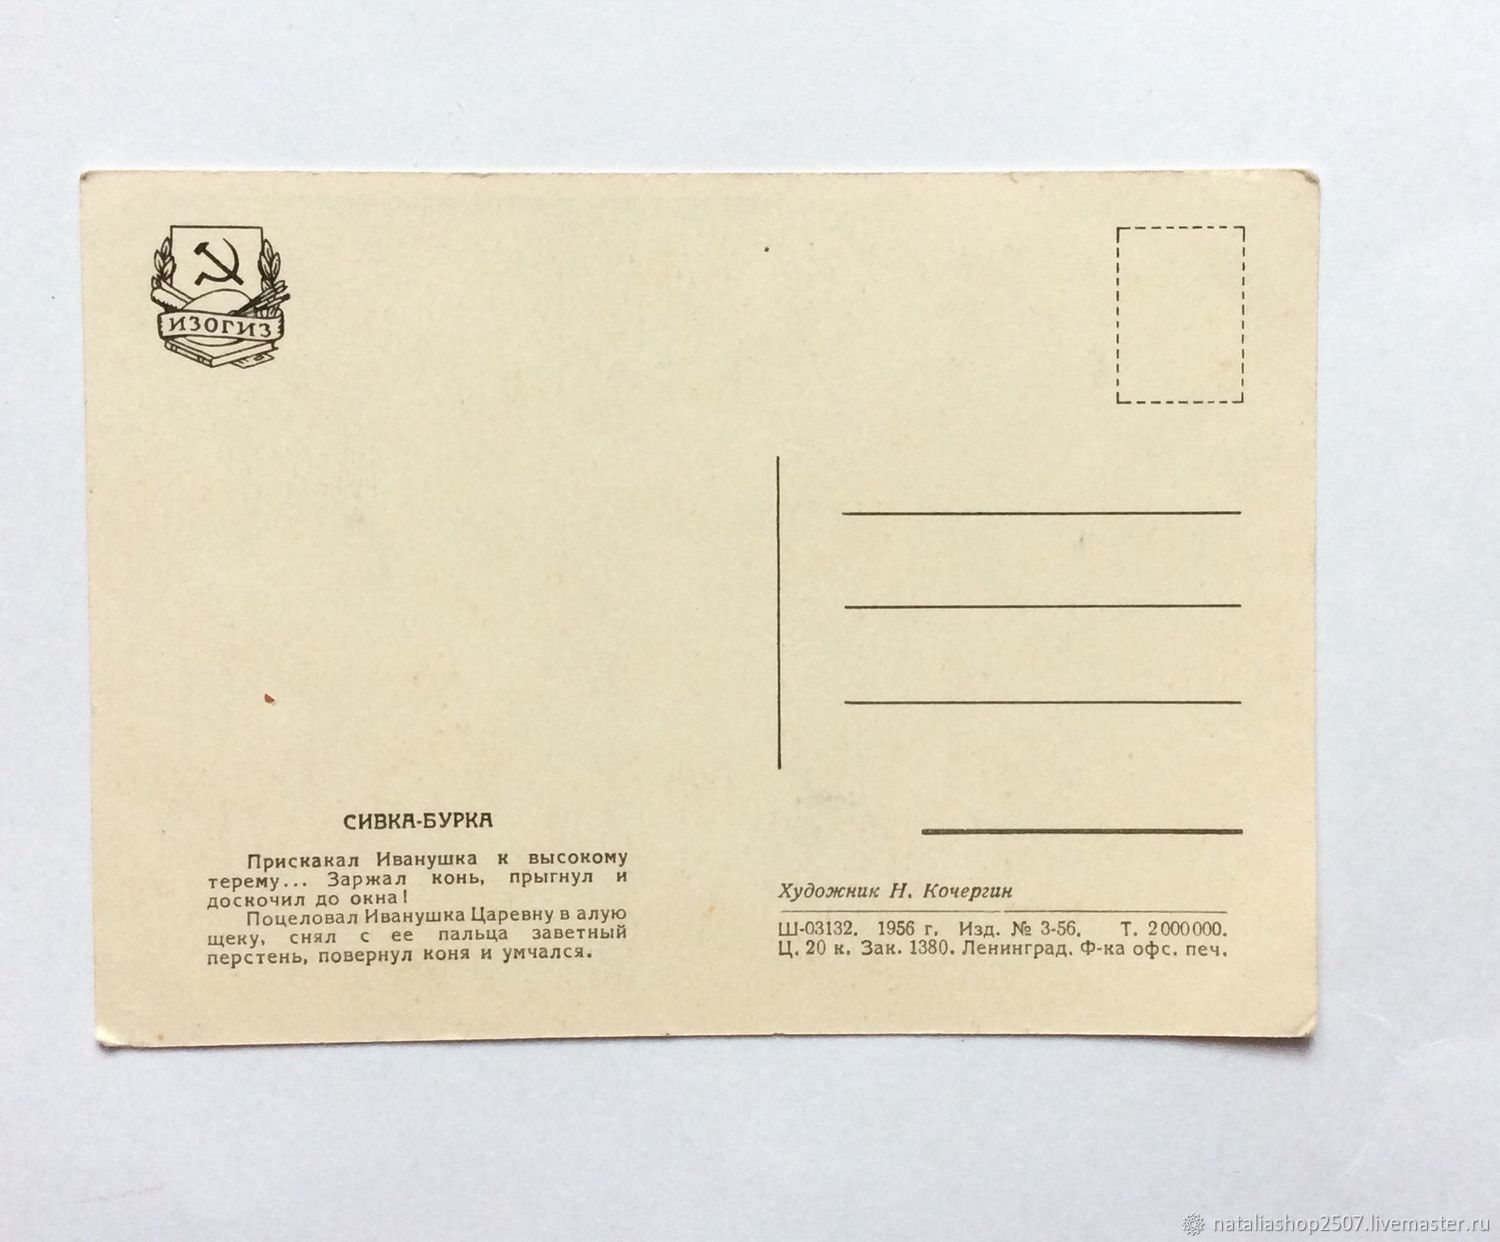 ИЗОГИЗ
СИВКА-БУРКА
Прискакал Иванушка к высокому
терему... Заржал конь, прыгнул и
доскочил до окна!
Поцеловал Иванушка Царевну в алую
щеку, снял с ее пальца заветный
перстень, повернул коня и умчался.
Художник Н. Кочергин
Ш-03132. 1956 г. Изд. № 3-56. Т. 2000000.
Ц. 20 к. Зак. 1380. Ленинград. Ф-ка офс. печ.
nataliashop2507.livemaster.ru